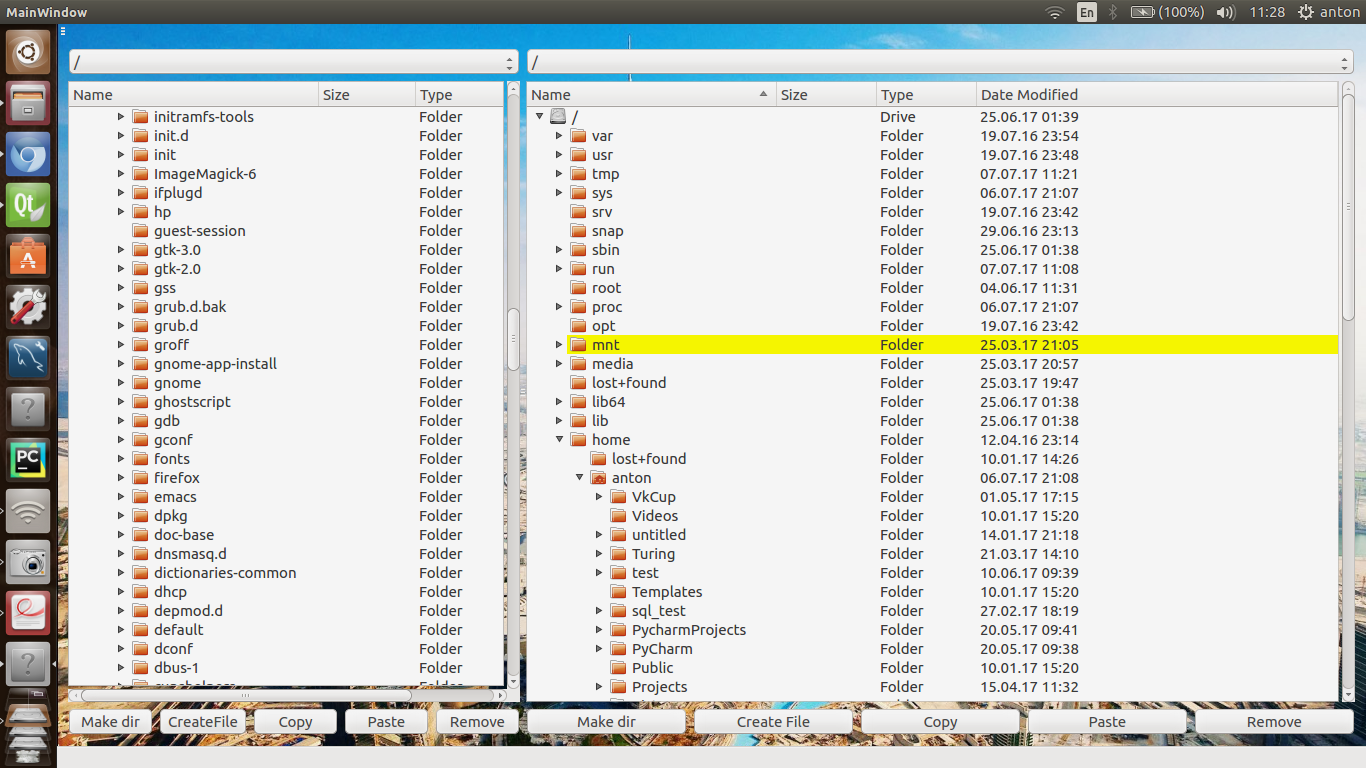 MainWindow En (100%) 11:28 anton
/ /
Name Size Type
initramfs-tools Folder
init.d Folder
init Folder
ImageMagick-6 Folder
ifplugd Folder
hp Folder
guest-session Folder
gtk-3.0 Folder
gtk-2.0 Folder
gss Folder
grub.d.bak Folder
grub.d Folder
groff Folder
gnome-app-install Folder
gnome Folder
ghostscript Folder
gdb Folder
gconf Folder
fonts Folder
firefox Folder
emacs Folder
dpkg Folder
doc-base Folder
dnsmasq.d Folder
dictionaries-common Folder
dhcp Folder
depmod.d Folder
default Folder
dconf Folder
dbus-1 Folder
Name Size Type Date Modified
/ Drive 25.06.17 01:39
var Folder 19.07.16 23:54
usr Folder 19.07.16 23:48
tmp Folder 07.07.17 11:21
sys Folder 06.07.17 21:07
srv Folder 19.07.16 23:42
snap Folder 29.06.16 23:13
sbin Folder 25.06.17 01:38
run Folder 07.07.17 11:08
root Folder 04.06.17 11:31
proc Folder 06.07.17 21:07
opt Folder 19.07.16 23:42
mnt Folder 25.03.17 21:05
media Folder 25.03.17 20:57
lost+found Folder 25.03.17 19:47
lib64 Folder 25.06.17 01:38
lib Folder 25.06.17 01:38
home Folder 12.04.16 23:14
lost+found Folder 10.01.17 14:26
anton Folder 06.07.17 21:08
VkCup Folder 01.05.17 17:15
Videos Folder 10.01.17 15:20
untitled Folder 14.01.17 21:18
Turing Folder 21.03.17 14:10
test Folder 10.06.17 09:39
Templates Folder 10.01.17 15:20
sql_test Folder 27.02.17 18:19
PycharmProjects Folder 20.05.17 09:41
PyCharm Folder 20.05.17 09:38
Public Folder 10.01.17 15:20
Projects Folder 15.04.17 11:32
Make dir CreateFile Copy Paste Remove
Make dir Create File Copy Paste Remove
Qt
A
?
PC
?